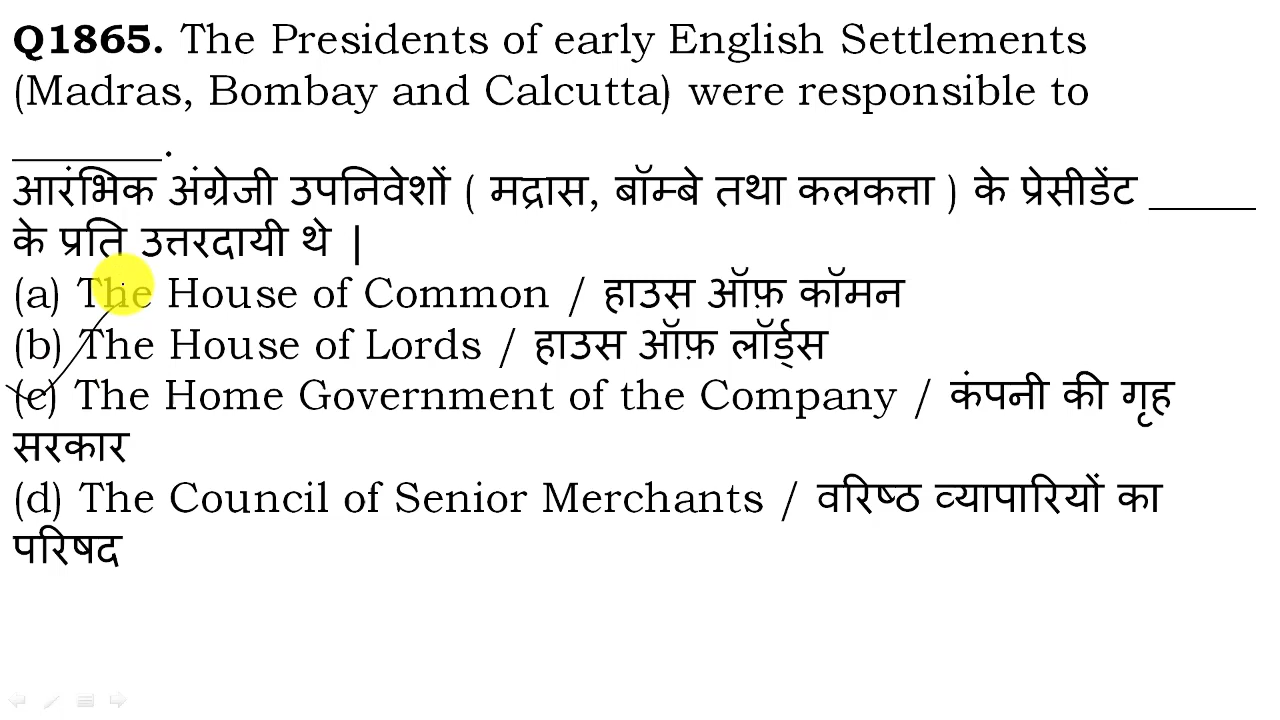 Q1865. The Presidents of early English Settlements
(Madras, Bombay and Calcutta) were responsible to
_______.
आरंभिक अंग्रेजी उपनिवेशों ( मद्रास, बॉम्बे तथा कलकत्ता ) के प्रेसीडेंट _____
के प्रति उत्तरदायी थे |
(a) The House of Common / हाउस ऑफ़ कॉमन
(b) The House of Lords / हाउस ऑफ़ लॉर्ड्स
(c) The Home Government of the Company / कंपनी की गृह
सरकार
(d) The Council of Senior Merchants / वरिष्ठ व्यापारियों का
परिषद